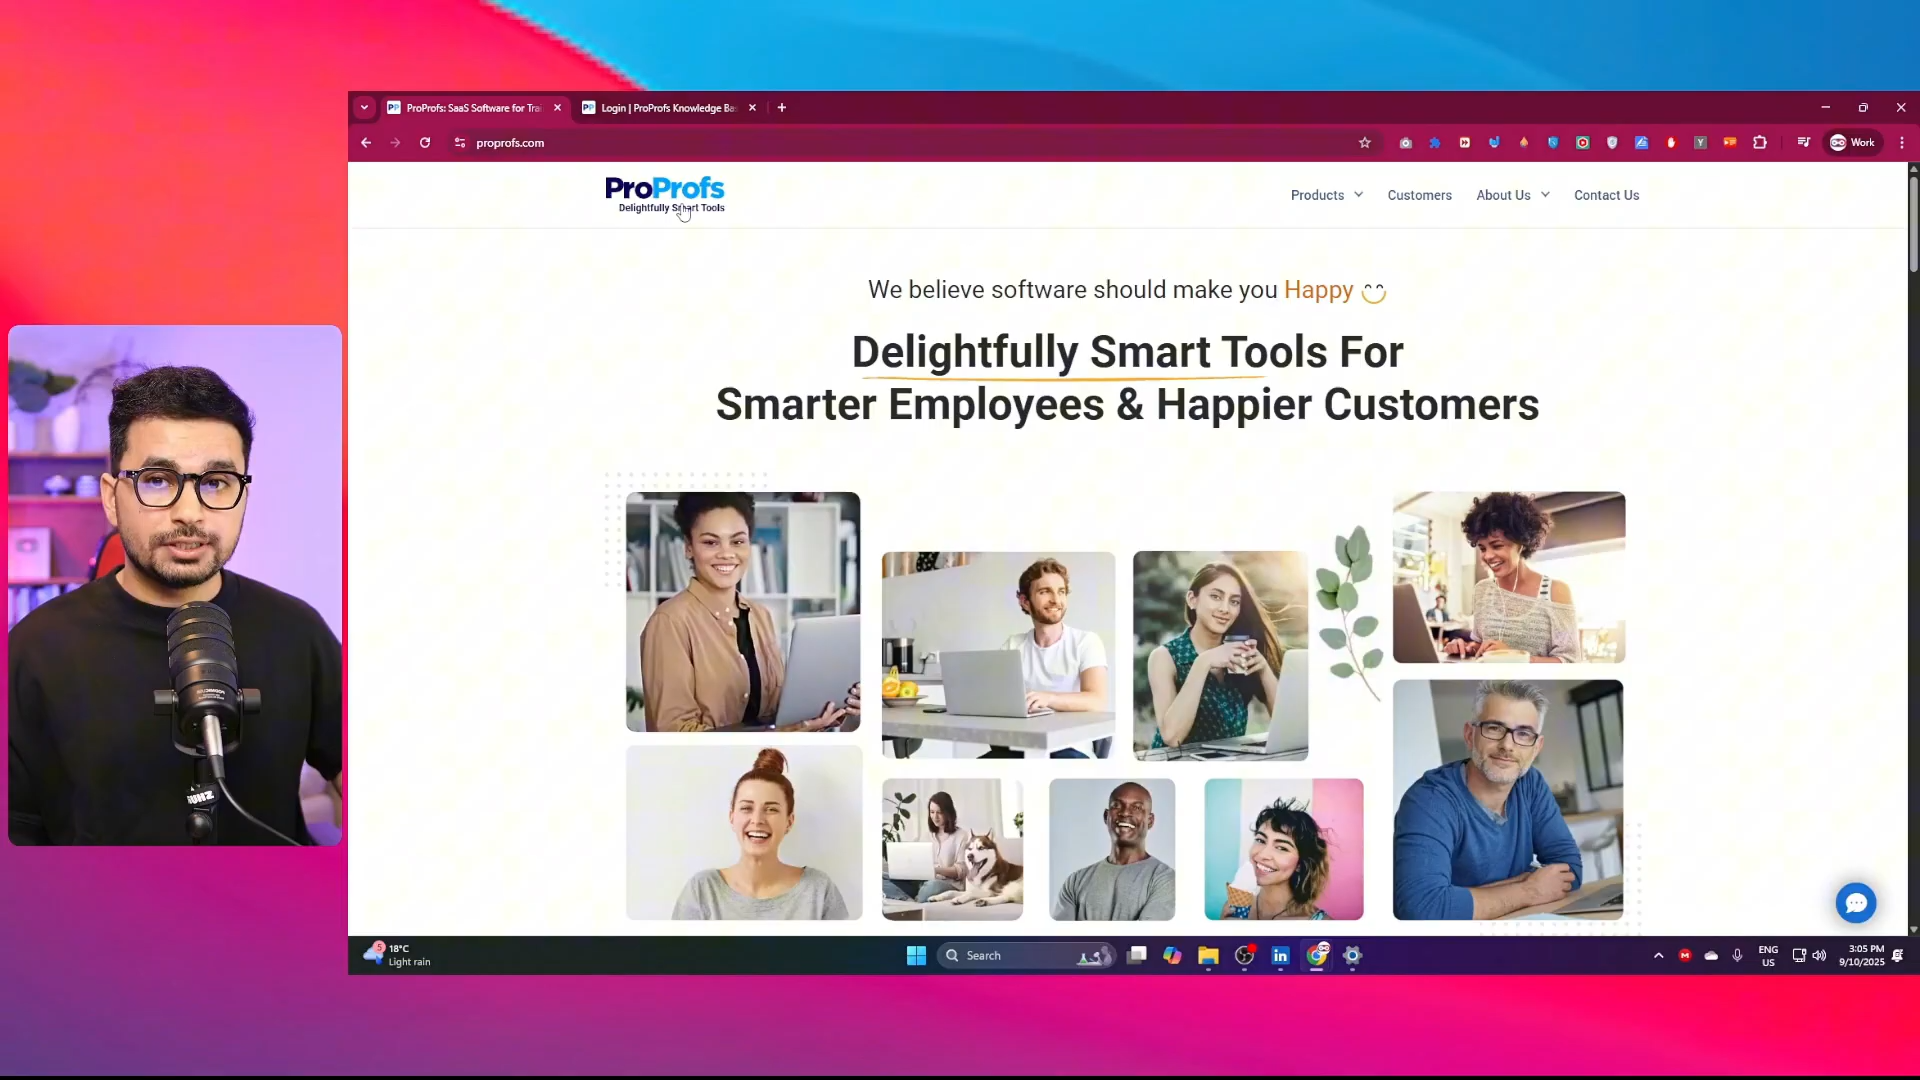 ProProfs: SaaS Software for Trai
Login | ProProfs Knowledge Ba
proprofs.com
Work
ProProfs
Delightfully Smart Tools
Products
Customers
About Us
Contact Us
We believe software should make you Happy
Delightfully Smart Tools For
Smarter Employees & Happier Customers
5
18°C
Light rain
Search
ENG
US
3:05 PM
9/10/2025